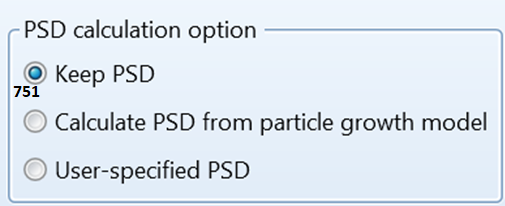 PSD calculation option
Keep PSD
751
Calculate PSD from particle growth model
User-specified PSD